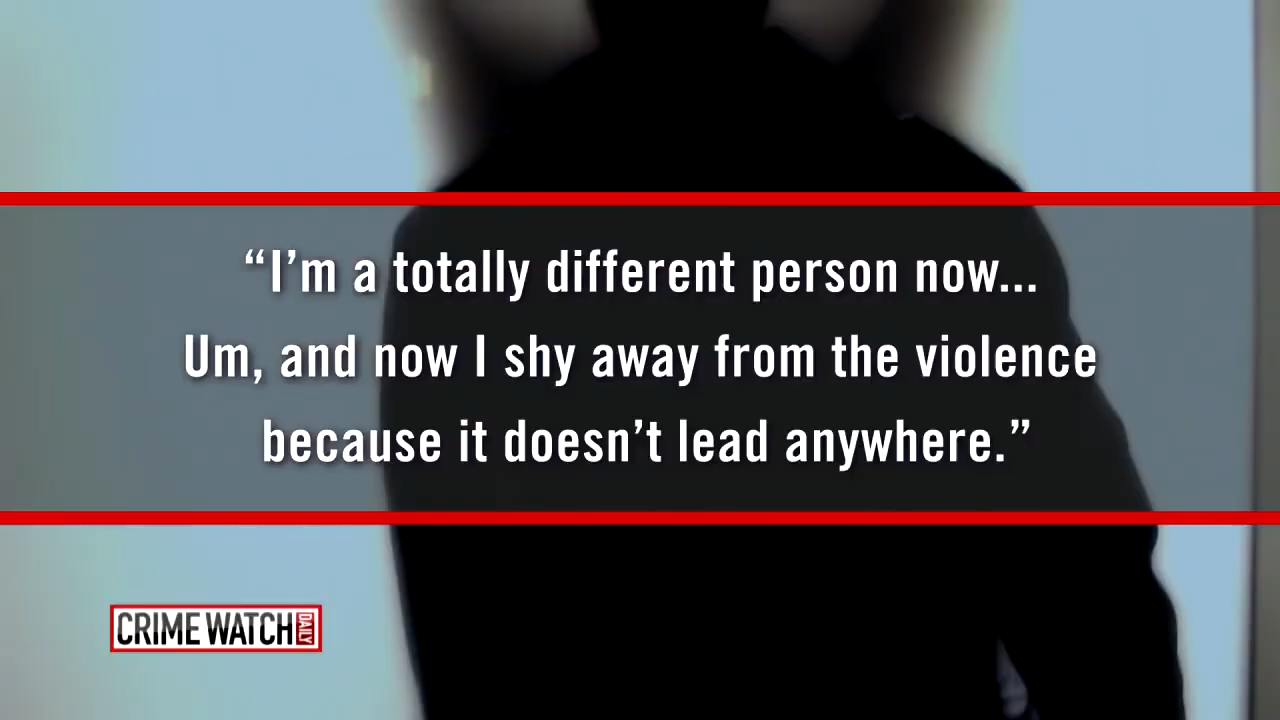 “I’m a totally different person now...
Um, and now I shy away from the violence
because it doesn’t lead anywhere.”
CRIME WATCH DAILY